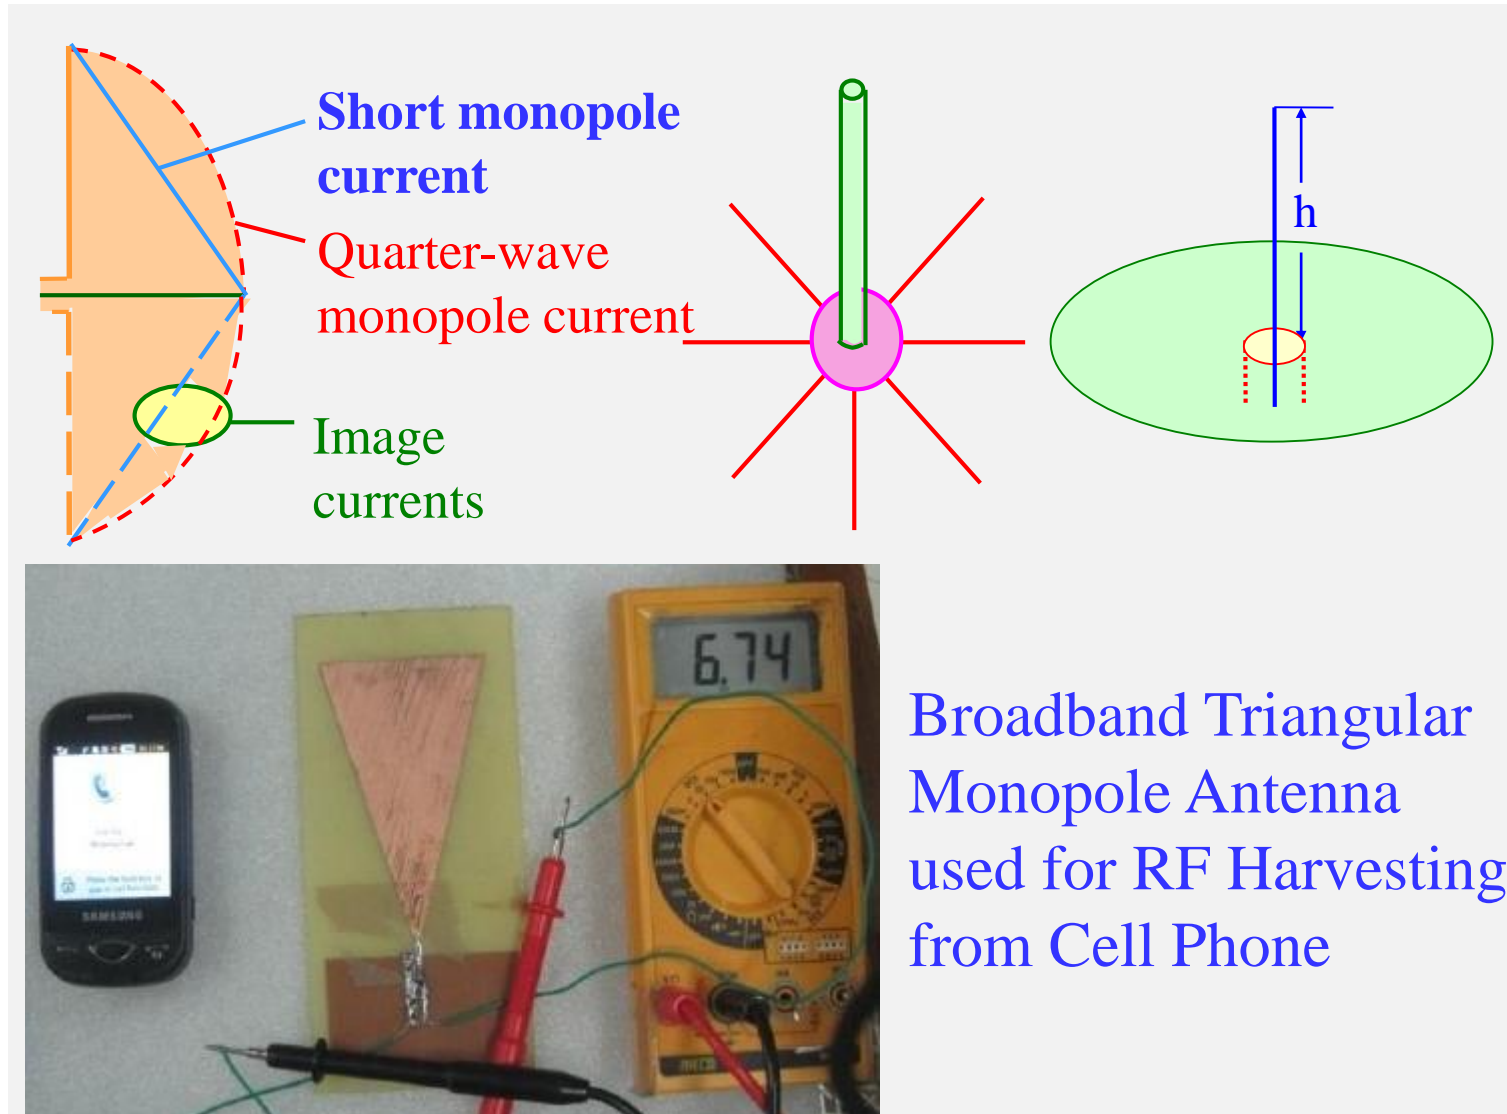 Short monopole
current
Quarter-wave
monopole current
Image
currents
h
6.74
SAMSUNG
MECO
Broadband Triangular
Monopole Antenna
used for RF Harvesting
from Cell Phone